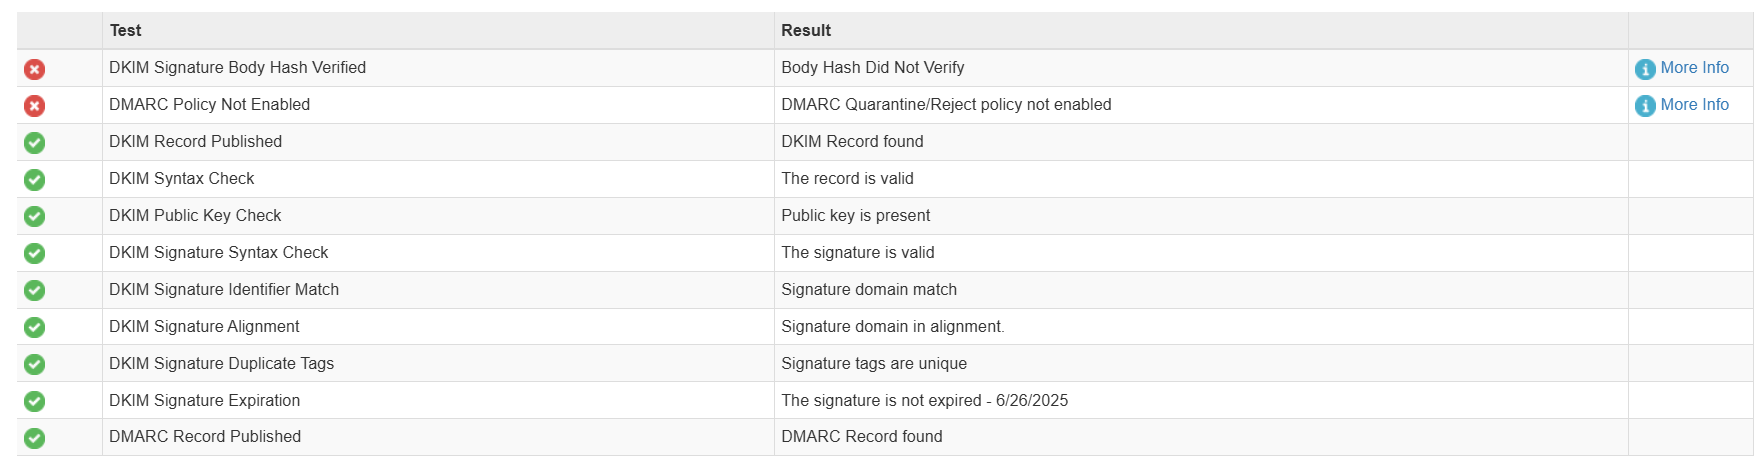 Test Result
DKIM Signature Body Hash Verified Body Hash Did Not Verify More Info
DMARC Policy Not Enabled DMARC Quarantine/Reject policy not enabled More Info
DKIM Record Published DKIM Record found
DKIM Syntax Check The record is valid
DKIM Public Key Check Public key is present
DKIM Signature Syntax Check The signature is valid
DKIM Signature Identifier Match Signature domain match
DKIM Signature Alignment Signature domain in alignment.
DKIM Signature Duplicate Tags Signature tags are unique
DKIM Signature Expiration The signature is not expired - 6/26/2025
DMARC Record Published DMARC Record found